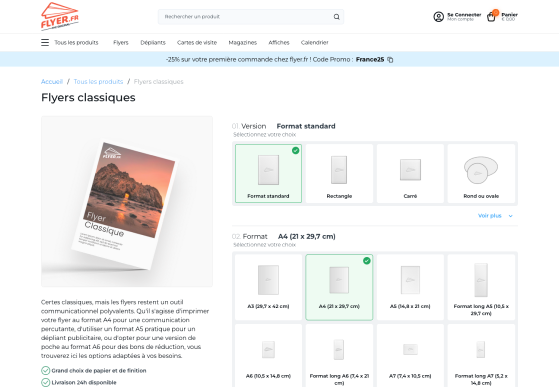 FLYER.FR
Rechercher un produit
Se Connecter
Mon compte
Panier
€ 0,00
Tous les produits Flyers Dépliants Cartes de visite Magazines Affiches Calendrier
-25% sur votre première commande chez flyer.fr ! Code Promo : France25
Accueil / Tous les produits / Flyers classiques
Flyers classiques
FLYER.FR
Flyer
Classique
Certes classiques, mais les flyers restent un outil
communicationnel polyvalents. Qu'il s'agisse d'imprimer
votre flyer au format A4 pour une communication
percutante, d'utiliser un format A5 pratique pour un
dépliant publicitaire, ou d'opter pour une version de
poche au format A6 pour des bons de réduction, vous
trouverez ici les options adaptées à vos besoins.
Grand choix de papier et de finition
Livraison 24h disponible
01 Version Format standard
Sélectionnez votre choix
Format standard
Rectangle
Carré
Rond ou ovale
Voir plus
02 Format A4 (21 x 29,7 cm)
Sélectionnez votre choix
A3 (29,7 x 42 cm)
A4 (21 x 29,7 cm)
A5 (14,8 x 21 cm)
Format long A5 (10,5 x
29,7 cm)
A6 (10,5 x 14,8 cm)
Format long A6 (7,4 x 21
cm)
A7 (7,4 x 10,5 cm)
Format long A7 (5,2 x
14,8 cm)